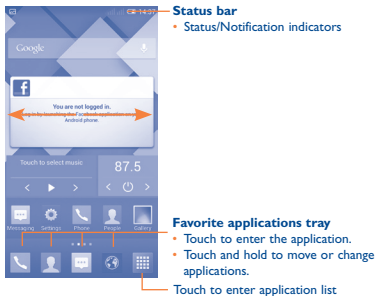 14:37
Status bar
• Status/Notification indicators
Google
f
You are not logged in.
Log in by launching the Facebook application on your
Android phone.
Touch to select music
87.5
Messaging Settings Phone People Gallery
Favorite applications tray
• Touch to enter the application.
• Touch and hold to move or change
applications.
Touch to enter application list